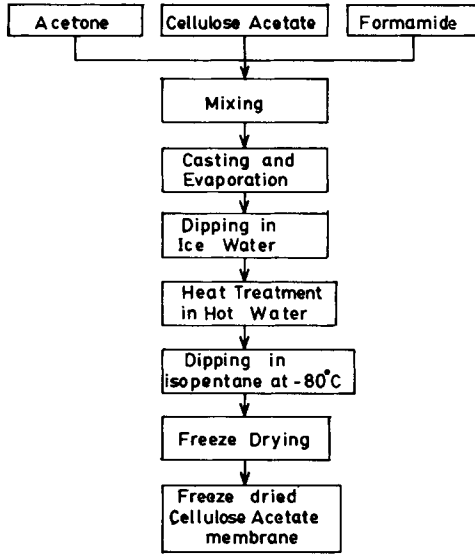 Acetone
Cellulose Acetate
Formamide
Mixing
Casting and
Evaporation
Dipping in
Ice Water
Heat Treatment
in Hot Water
Dipping in
isopentane at -80°C
Freeze Drying
Freeze dried
Cellulose Acetate
membrane